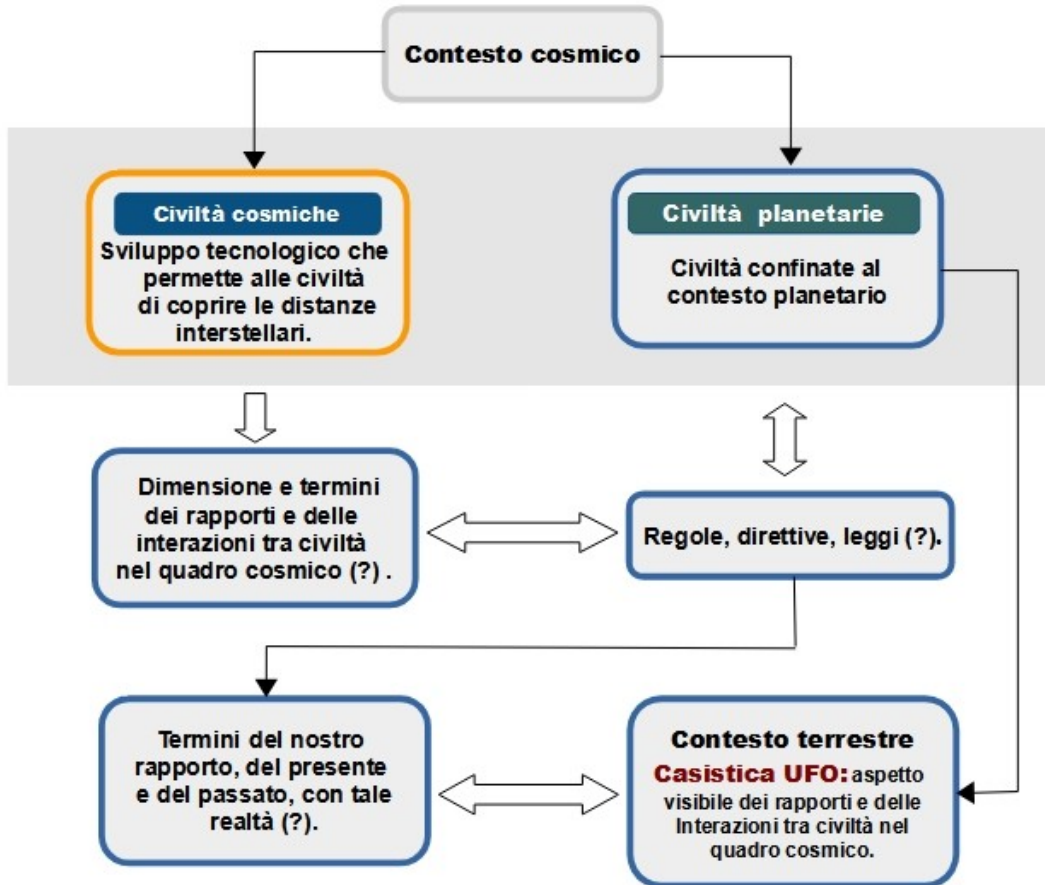 Contesto cosmico
Civiltà cosmiche
Sviluppo tecnologico che
permette alle civiltà
di coprire le distanze
interstellari.
Civiltà planetarie
Civiltà confinate al
contesto planetario
Dimensione e termini
dei rapporti e delle
interazioni tra civiltà
nel quadro cosmico (?) .
Regole, direttive, leggi (?).
Termini del nostro
rapporto, del presente
e del passato, con tale
realtà (?).
Contesto terrestre
Casistica UFO: aspetto
visibile dei rapporti e delle
Interazioni tra civiltà nel
quadro cosmico.